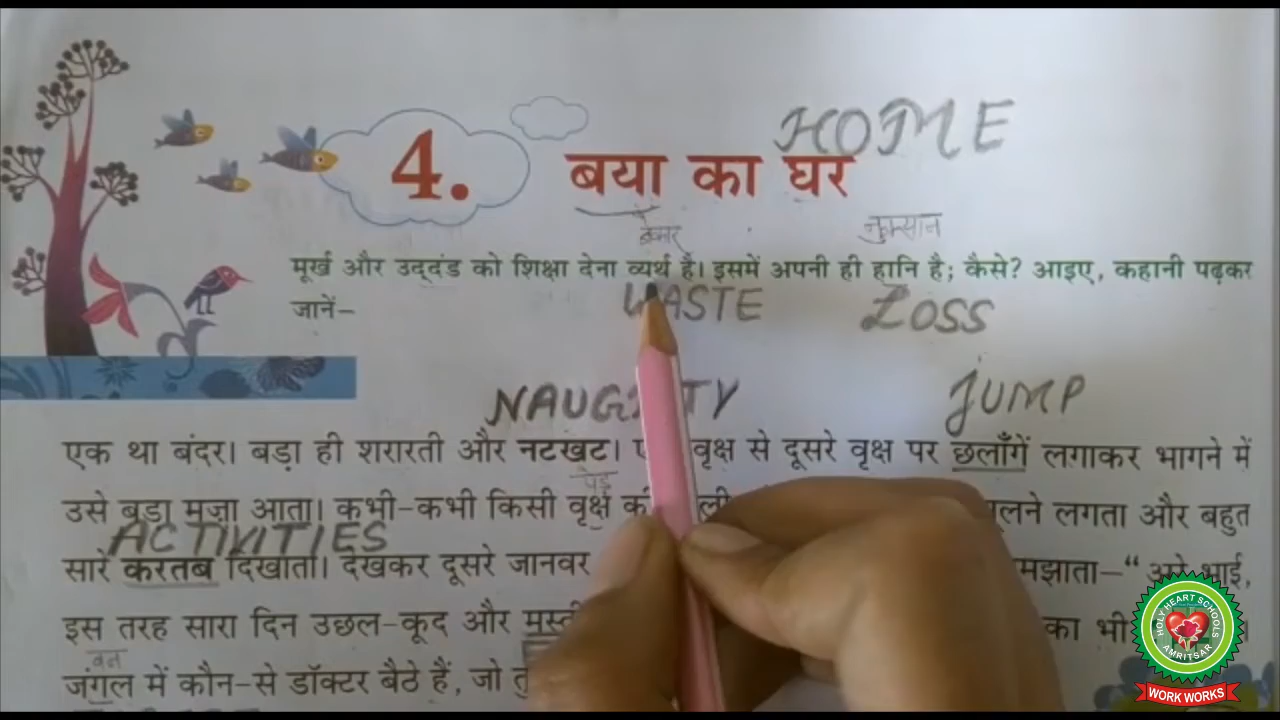 HOME
4. बया का घर
बेकार नुकसान
मूर्ख और उद्दंड को शिक्षा देना व्यर्थ है। इसमें अपनी ही हानि है; कैसे? आइए, कहानी पढ़कर
जानें–
WASTE LOSS
JUMP
एक था बंदर। बड़ा ही शरारती और नटखट। वृक्ष से दूसरे वृक्ष पर छलाँगें लगाकर भागने में
पेड़
उसे बड़ा मज़ा आता। कभी-कभी किसी वृक्ष लगता और बहुत
ACTIVITIES
सारे करतब दिखाता। देखकर दूसरे जानवर –“ अरे भाई,
इस तरह सारा दिन उछल-कूद और का भी
वन
जंगल में कौन-से डॉक्टर बैठे हैं, जो
HOLY HEART SCHOOLS
AMRITSAR
WORK WORKS